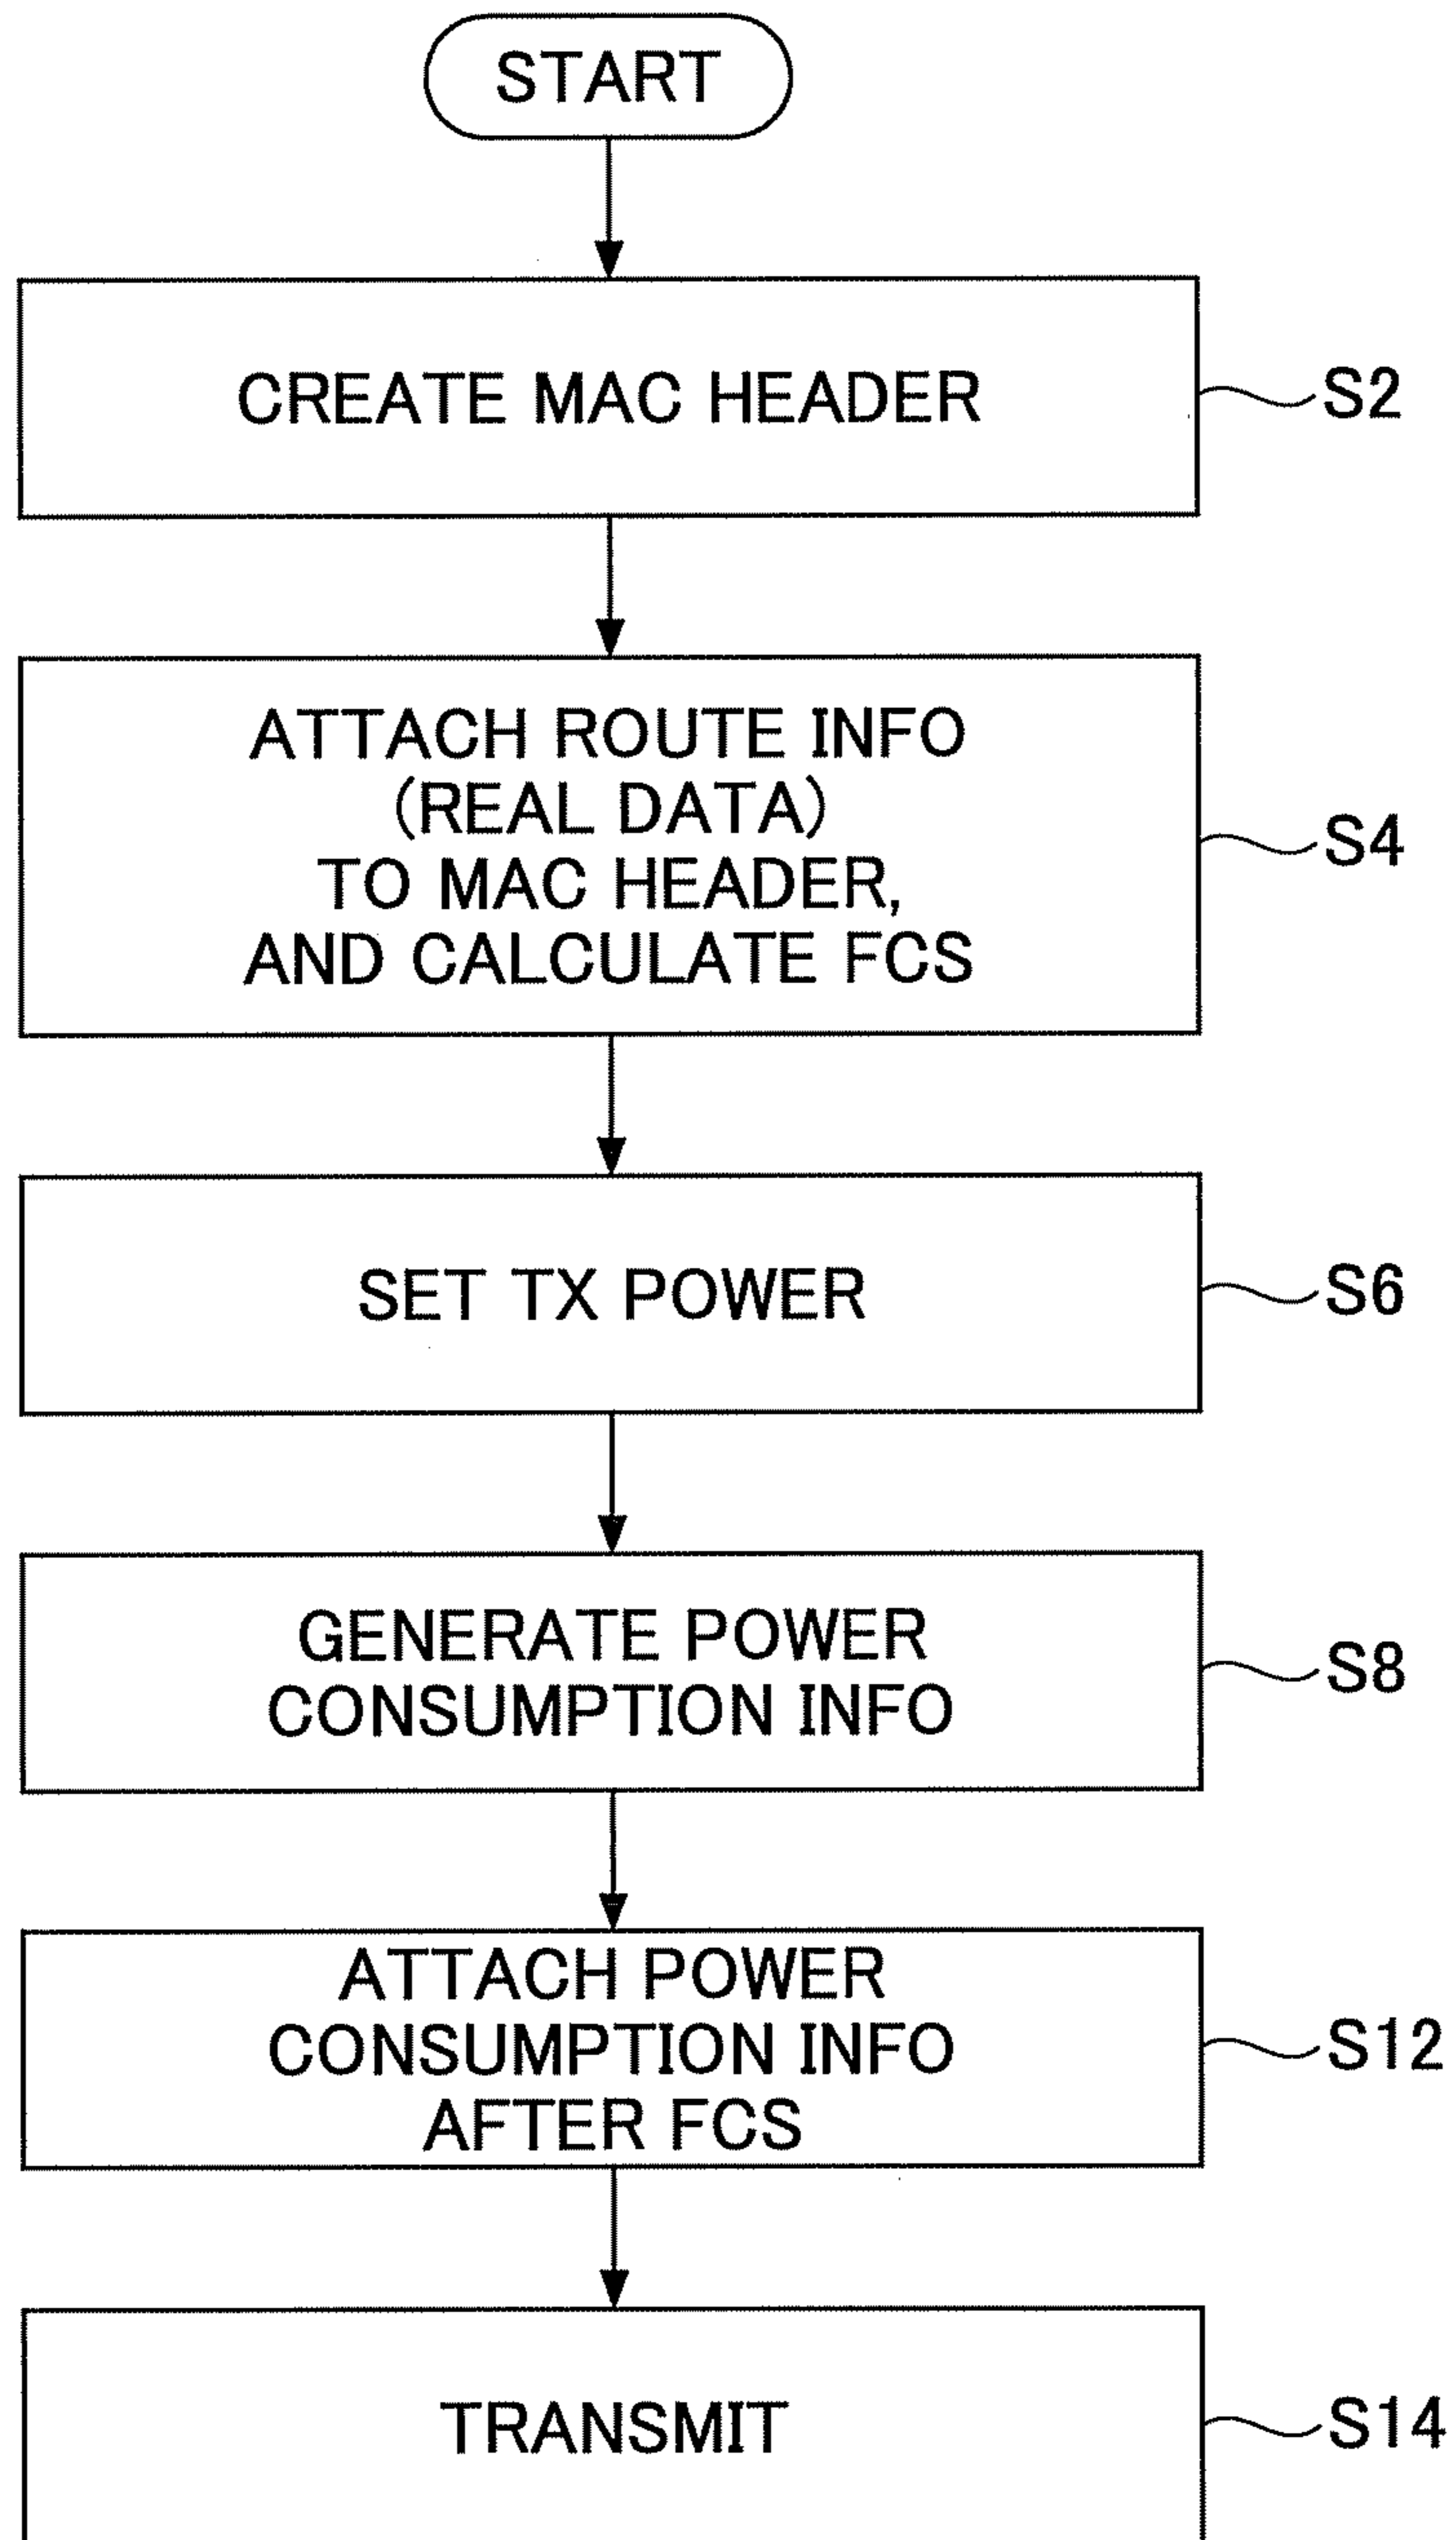 START
CREATE MAC HEADER
S2
ATTACH ROUTE INFO
(REAL DATA)
TO MAC HEADER,
AND CALCULATE FCS
S4
SET TX POWER
S6
GENERATE POWER
CONSUMPTION INFO
S8
ATTACH POWER
CONSUMPTION INFO
AFTER FCS
S12
TRANSMIT
S14